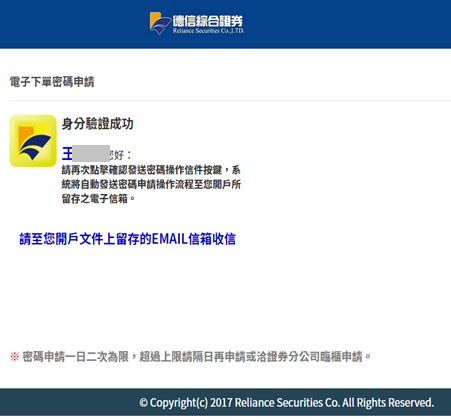 德信綜合證券
Reliance Securities Co.,LTD.
電子下單密碼申請
身分驗證成功
王 您好：
請再次點擊確認發送密碼操作信件按鍵，系
統將自動發送密碼申請操作流程至您開戶所
留存之電子信箱。
請至您開戶文件上留存的EMAIL信箱收信
※ 密碼申請一日二次為限，超過上限請隔日再申請或洽證券分公司臨櫃申請。
© Copyright(c) 2017 Reliance Securities Co. All Rights Reserved.